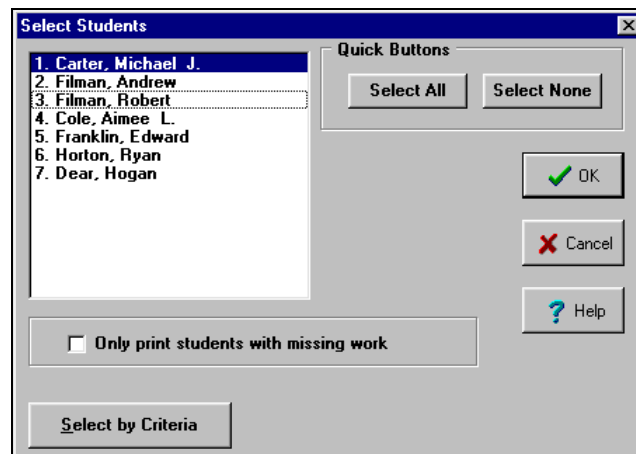 Select Students
1. Carter, Michael J.
2. Filman, Andrew
3. Filman, Robert
4. Cole, Aimee L.
5. Franklin, Edward
6. Horton, Ryan
7. Dear, Hogan
Quick Buttons
Select All
Select None
OK
Cancel
? Help
Only print students with missing work
Select by Criteria